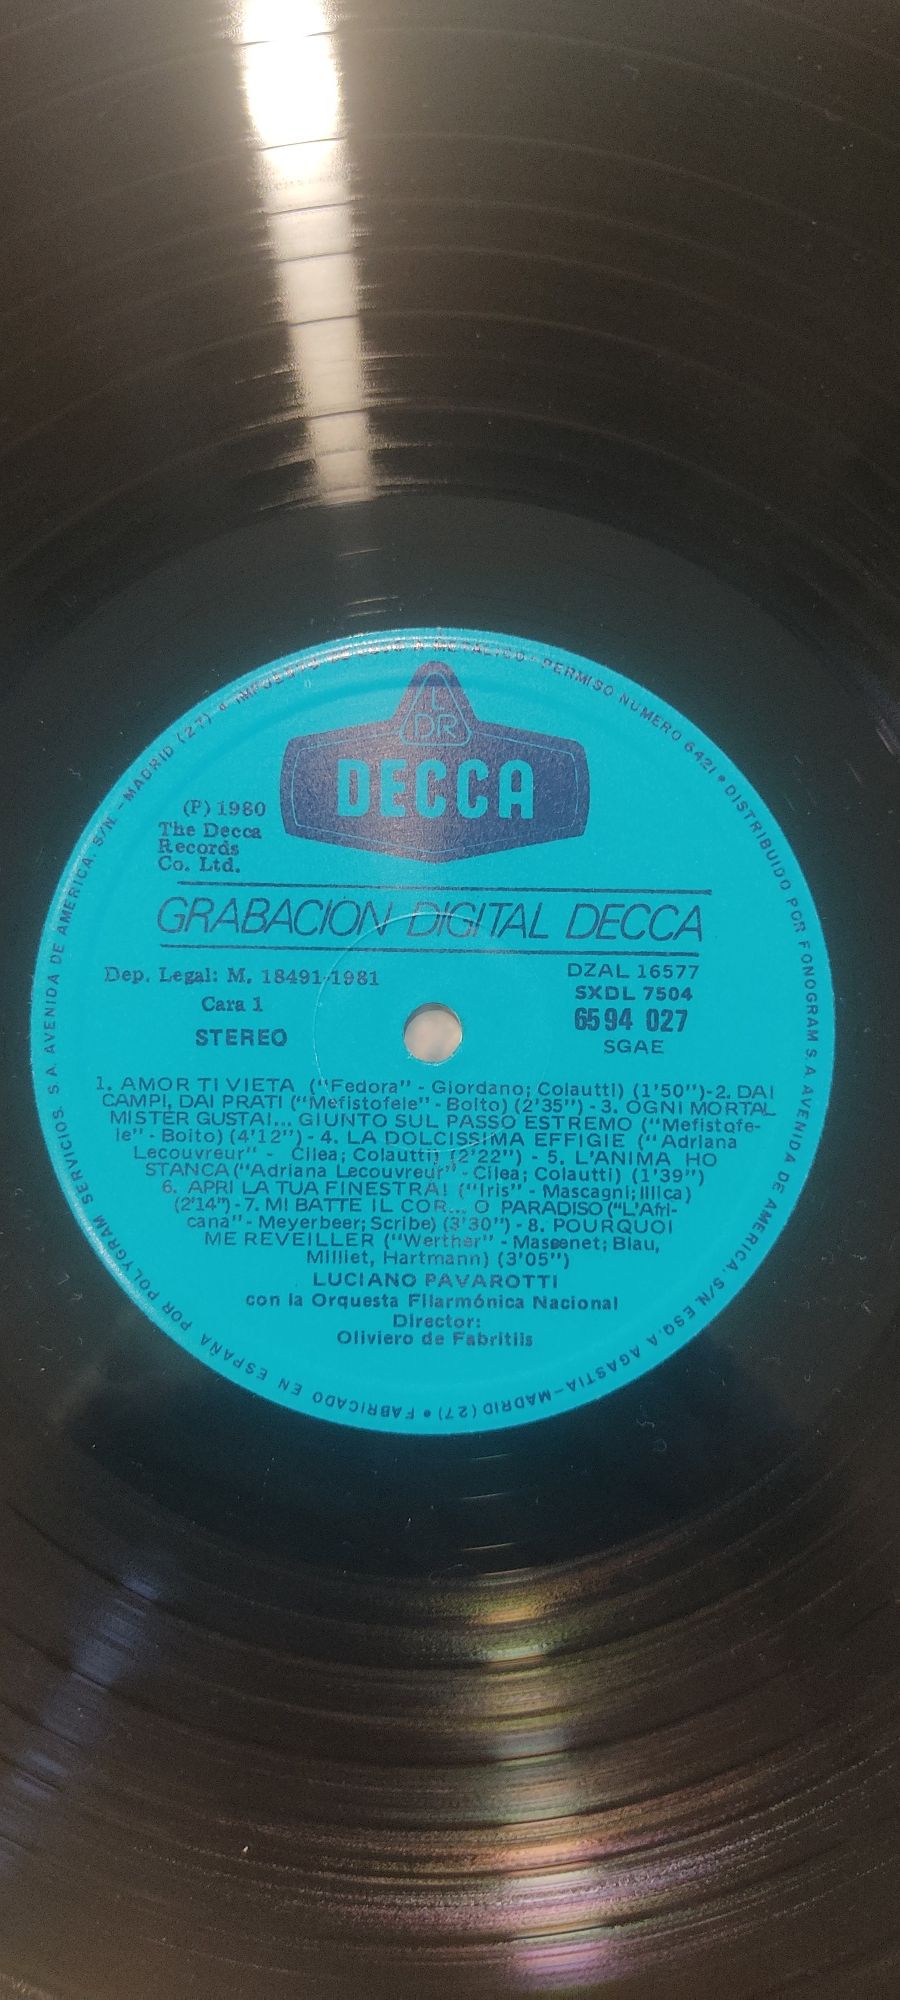 DECCA
(P) 1980
The Decca
Records
Co. Ltd.
GRABACION DIGITAL DECCA
Dep. Legal: M. 18491-1981
Cara 1
STEREO
DZAL 16577
SXDL 7504
6594 027
SGAE
1. AMOR TI VIETA (“Fedora” - Giordano; Colautti) (1’50”)-2. DAI
CAMPI, DAI PRATI (“Mefistofele” - Boito) (2’35”) - 3. OGNI MORTAL
MISTER GUSTAI... GIUNTO SUL PASSO ESTREMO (“Mefistofe-
le” - Boito) (4’12”) - 4. LA DOLCISSIMA EFFIGIE (“Adriana
Lecouvreur” - Cilea; Colautti) (2’22”) - 5. L’ANIMA HO
STANCA (“Adriana Lecouvreur” - Cilea; Colautti) (1’39”)
6. APRI LA TUA FINESTRA! (“Iris” - Mascagni; Illica)
(2’14”) - 7. MI BATTE IL COR... O PARADISO (“L’Afri-
cana” - Meyerbeer; Scribe) (3’30”) - 8. POURQUOI
ME REVEILLER (“Werther” - Massenet; Blau,
Milliet, Hartmann) (3’05”)
LUCIANO PAVAROTTI
con la Orquesta Filarmónica Nacional
Director:
Oliviero de Fabritiis
PERMISO NUMERO 6421 • DISTRIBUIDO POR FONOGRAM S.A. AVENIDA DE AMERICA. S/N ESQ. A AGASTIA-MADRID (27) • FABRICADO EN ESPAÑA POR POLYGRAM SERVICIOS. S.A. AVENIDA DE AMERICA. S/N. - MADRID (27) •